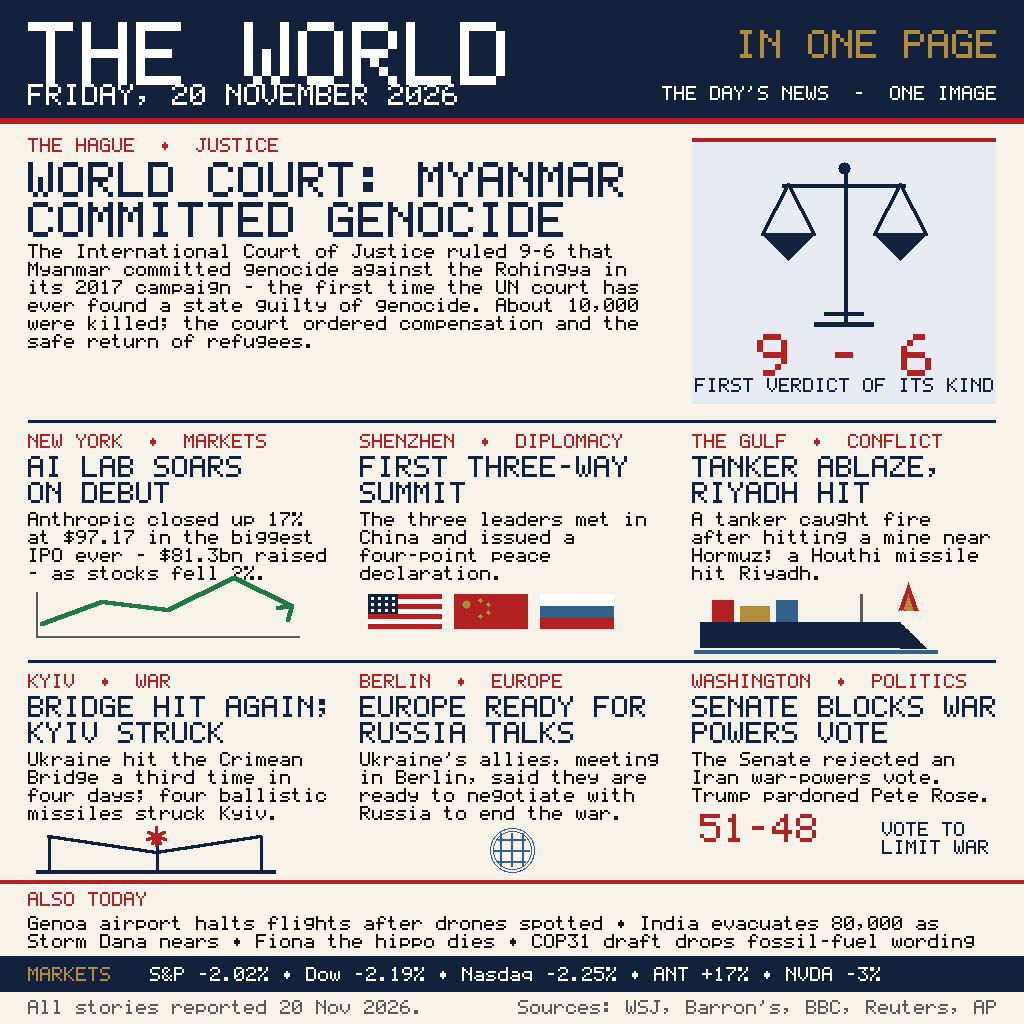 THE WORLD
IN ONE PAGE
FRIDAY, 20 NOVEMBER 2026
THE DAY'S NEWS - ONE IMAGE
THE HAGUE ♦ JUSTICE
WORLD COURT: MYANMAR
COMMITTED GENOCIDE
The International Court of Justice ruled 9-6 that
Myanmar committed genocide against the Rohingya in
its 2017 campaign - the first time the UN court has
ever found a state guilty of genocide. About 10,000
were killed; the court ordered compensation and the
safe return of refugees.
9 - 6
FIRST VERDICT OF ITS KIND
NEW YORK ♦ MARKETS
AI LAB SOARS
ON DEBUT
Anthropic closed up 17%
at $97.17 in the biggest
IPO ever - $81.3bn raised
- as stocks fell 2%.
SHENZHEN ♦ DIPLOMACY
FIRST THREE-WAY
SUMMIT
The three leaders met in
China and issued a
four-point peace
declaration.
THE GULF ♦ CONFLICT
TANKER ABLAZE,
RIYADH HIT
A tanker caught fire
after hitting a mine near
Hormuz; a Houthi missile
hit Riyadh.
KYIV ♦ WAR
BRIDGE HIT AGAIN;
KYIV STRUCK
Ukraine hit the Crimean
Bridge a third time in
four days; four ballistic
missiles struck Kyiv.
BERLIN ♦ EUROPE
EUROPE READY FOR
RUSSIA TALKS
Ukraine's allies, meeting
in Berlin, said they are
ready to negotiate with
Russia to end the war.
WASHINGTON ♦ POLITICS
SENATE BLOCKS WAR
POWERS VOTE
The Senate rejected an
Iran war-powers vote.
Trump pardoned Pete Rose.
51-48
VOTE TO
LIMIT WAR
ALSO TODAY
Genoa airport halts flights after drones spotted • India evacuates 80,000 as
Storm Dana nears • Fiona the hippo dies • COP31 draft drops fossil-fuel wording
MARKETS S&P -2.02% • Dow -2.19% • Nasdaq -2.25% • ANT +17% • NVDA -3%
All stories reported 20 Nov 2026. Sources: WSJ, Barron's, BBC, Reuters, AP